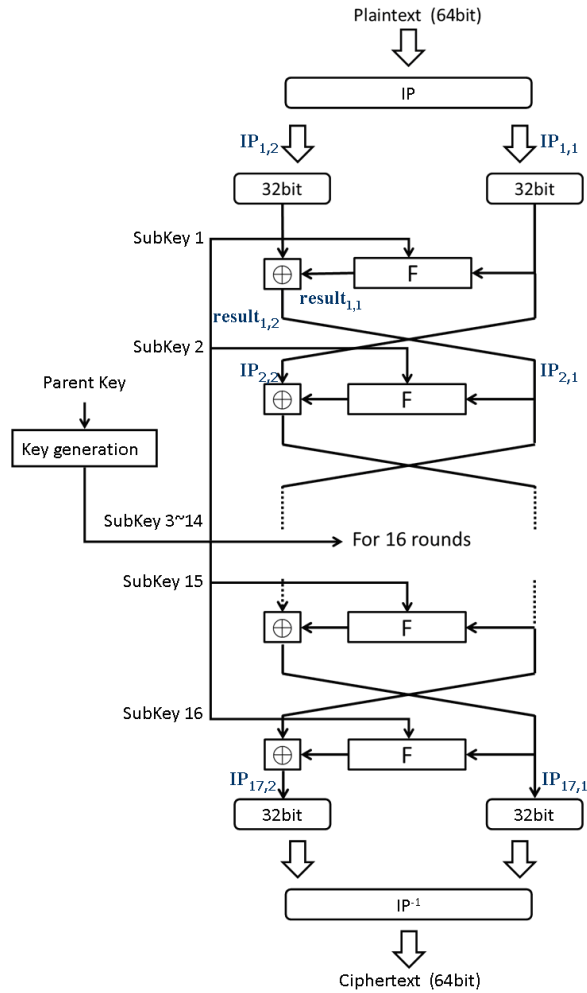 Plaintext (64bit)
IP
IP1,2
IP1,1
32bit
32bit
SubKey 1
⊕
F
result1,1
result1,2
SubKey 2
IP2,2
IP2,1
Parent Key
⊕
F
Key generation
SubKey 3~14
For 16 rounds
SubKey 15
⊕
F
SubKey 16
⊕
F
IP17,2
IP17,1
32bit
32bit
IP-1
Ciphertext (64bit)